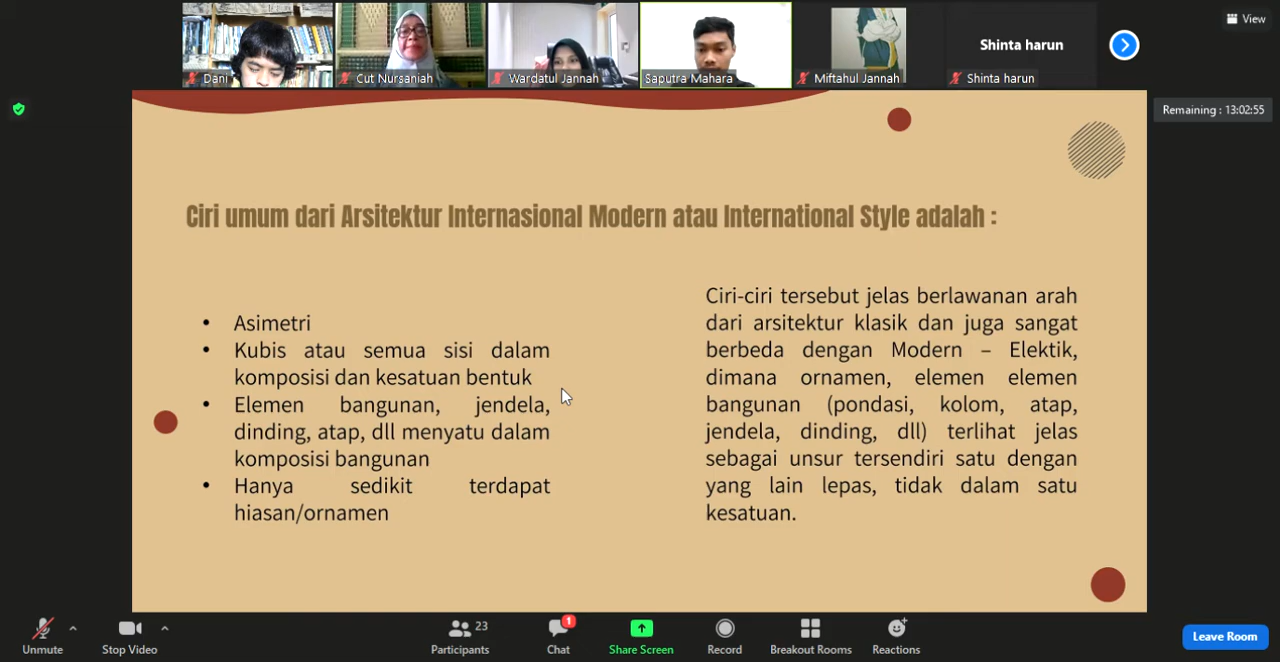 View
Dani
Cut Nursaniah
Wardatul Jannah
Saputra Mahara
Miftahul Jannah
Shinta harun
Shinta harun
Remaining : 13:02:55
Ciri umum dari Arsitektur Internasional Modern atau International Style adalah :
• Asimetri
• Kubis atau semua sisi dalam
komposisi dan kesatuan bentuk
• Elemen bangunan, jendela,
dinding, atap, dll menyatu dalam
komposisi bangunan
• Hanya sedikit terdapat
hiasan/ornamen
Ciri-ciri tersebut jelas berlawanan arah
dari arsitektur klasik dan juga sangat
berbeda dengan Modern – Elektik,
dimana ornamen, elemen elemen
bangunan (pondasi, kolom, atap,
jendela, dinding, dll) terlihat jelas
sebagai unsur tersendiri satu dengan
yang lain lepas, tidak dalam satu
kesatuan.
Unmute
Stop Video
Participants
23
Chat
1
Share Screen
Record
Breakout Rooms
Reactions
Leave Room